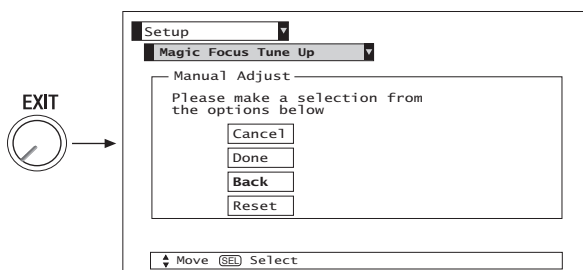 Setup
Magic Focus Tune Up
Manual Adjust
EXIT
Please make a selection from
the options below
Cancel
Done
Back
Reset
Move SEL Select